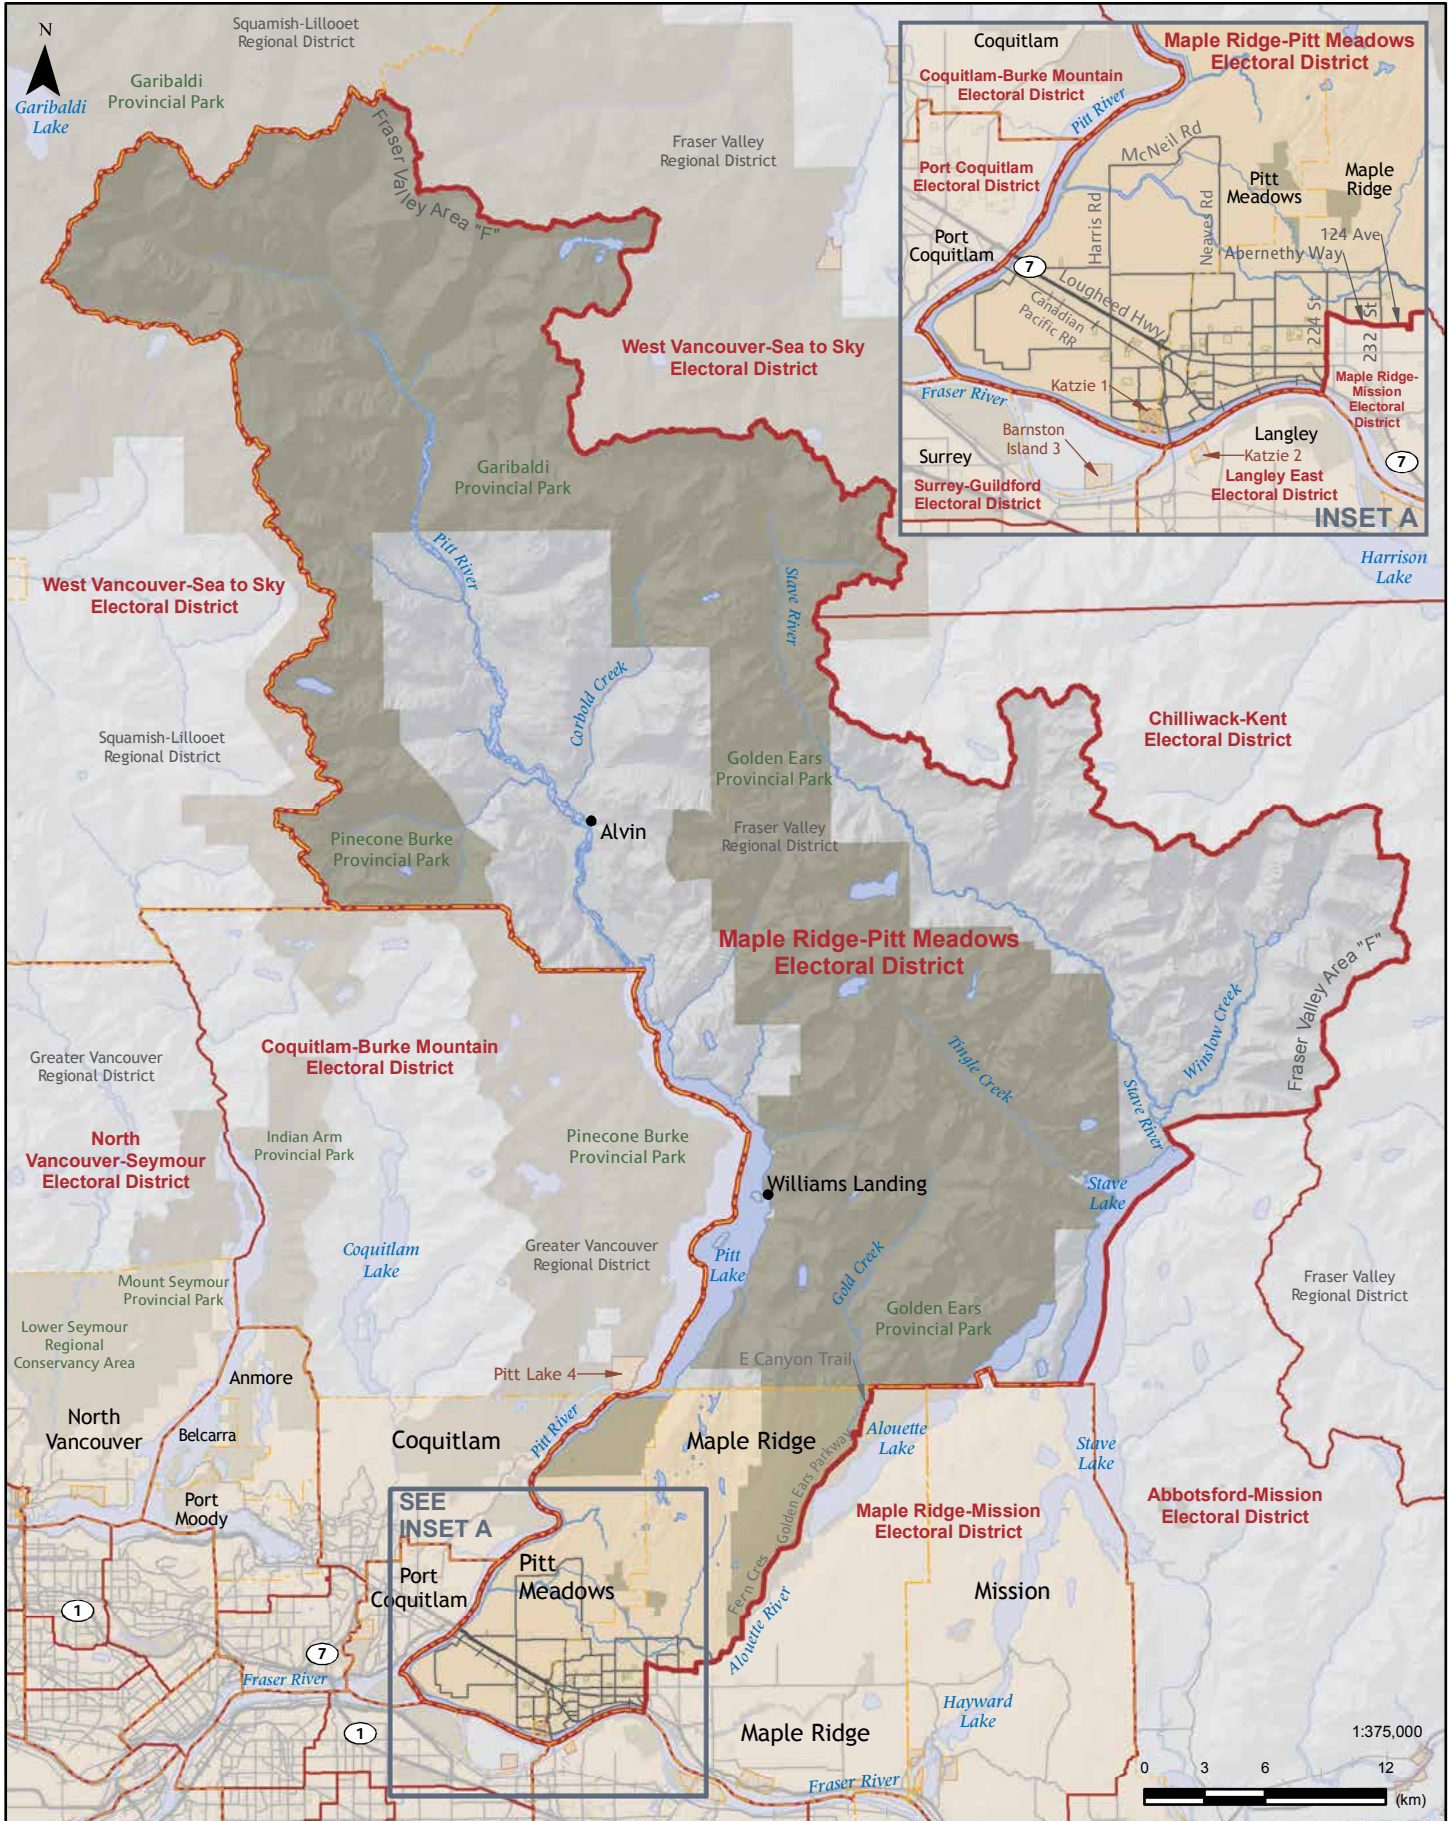 N
Garibaldi
Lake
Garibaldi
Provincial Park
Squamish-Lillooet
Regional District
Fraser Valley Area "F"
Fraser Valley
Regional District
West Vancouver-Sea to Sky
Electoral District
Garibaldi
Provincial Park
Pitt River
Stave River
West Vancouver-Sea to Sky
Electoral District
Corbold Creek
Squamish-Lillooet
Regional District
Golden Ears
Provincial Park
Chilliwack-Kent
Electoral District
Harrison
Lake
Alvin
Pinecone Burke
Provincial Park
Fraser Valley
Regional District
Maple Ridge-Pitt Meadows
Electoral District
Fraser Valley Area "F"
Winslow Creek
Tingle Creek
Stave River
Coquitlam-Burke Mountain
Electoral District
Greater Vancouver
Regional District
North
Vancouver-Seymour
Electoral District
Indian Arm
Provincial Park
Pinecone Burke
Provincial Park
Williams Landing
Stave
Lake
Coquitlam
Lake
Greater Vancouver
Regional District
Pitt
Lake
Gold Creek
Fraser Valley
Regional District
Mount Seymour
Provincial Park
Lower Seymour
Regional
Conservancy Area
Golden Ears
Provincial Park
E Canyon Trail
Pitt Lake 4
Anmore
North
Vancouver
Belcarra
Coquitlam
Pitt River
Maple Ridge
Alouette
Lake
Stave
Lake
Golden Ears Parkway
Fern Cres
Port
Moody
SEE
INSET A
Maple Ridge-Mission
Electoral District
Abbotsford-Mission
Electoral District
Port
Coquitlam
Pitt
Meadows
Mission
Alouette River
1
7
Fraser River
1
Hayward
Lake
Maple Ridge
Fraser River
1:375,000
0 3 6 12
(km)
Coquitlam
Maple Ridge-Pitt Meadows
Electoral District
Coquitlam-Burke Mountain
Electoral District
Pitt River
McNeil Rd
Port Coquitlam
Electoral District
Pitt
Meadows
Maple
Ridge
Harris Rd
Neaves Rd
124 Ave
Abernethy Way
Port
Coquitlam
7
Lougheed Hwy
Canadian
Pacific RR
224 St
232 St
Katzie 1
Maple Ridge-
Mission
Electoral
District
Fraser River
Barnston
Island 3
Langley
Katzie 2
Surrey
Surrey-Guildford
Electoral District
Langley East
Electoral District
7
INSET A